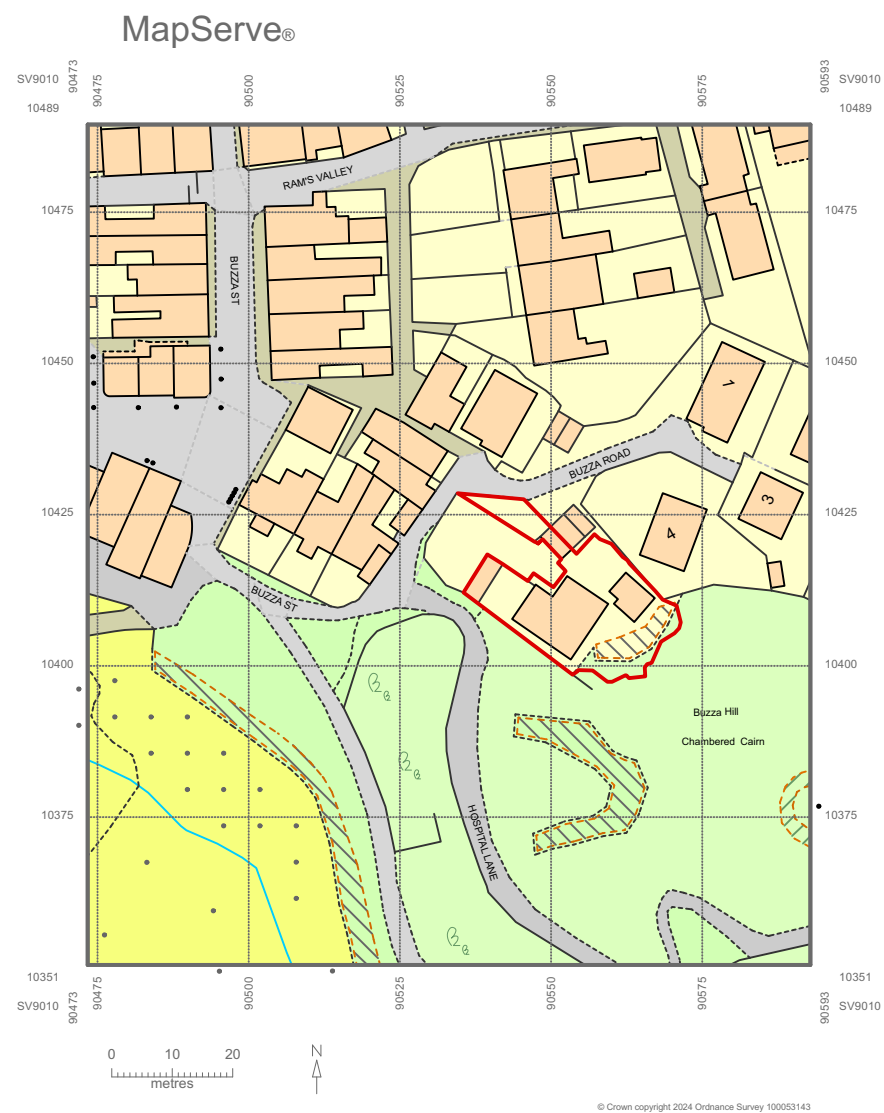 MapServe®
SV9010
90473
90475
90500
90525
90550
90575
90593
SV9010
10489
10489
RAM'S VALLEY
10475
10475
BUZZA ST
10450
10450
1
BUZZA ROAD
3
10425
10425
4
BUZZA ST
10400
10400
Buzza Hill
Chambered Cairn
10375
10375
HOSPITAL LANE
10351
10351
SV9010
90473
90475
90500
90525
90550
90575
90593
SV9010
0 10 20
metres
N
© Crown copyright 2024 Ordnance Survey 100053143